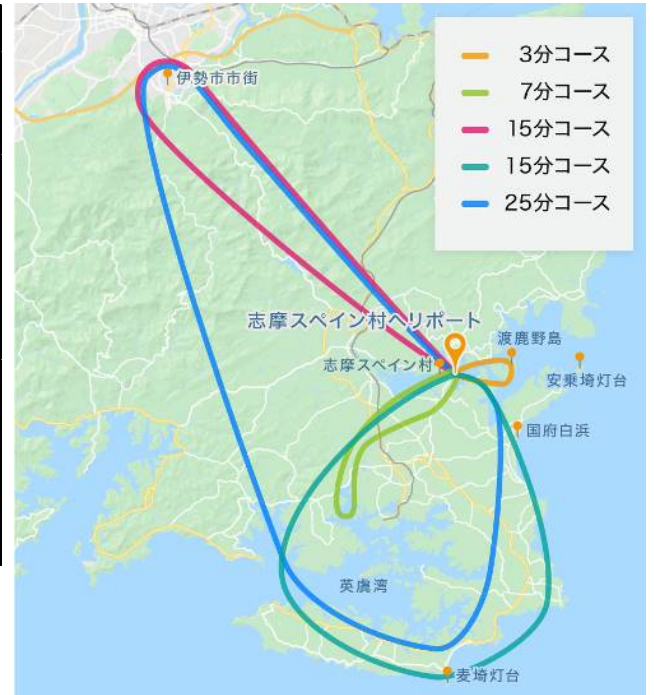 3分コース
7分コース
15分コース
15分コース
25分コース
伊勢市市街
志摩スペイン村ヘリポート
渡鹿野島
志摩スペイン村
安乗埼灯台
国府白浜
英虞湾
麦埼灯台